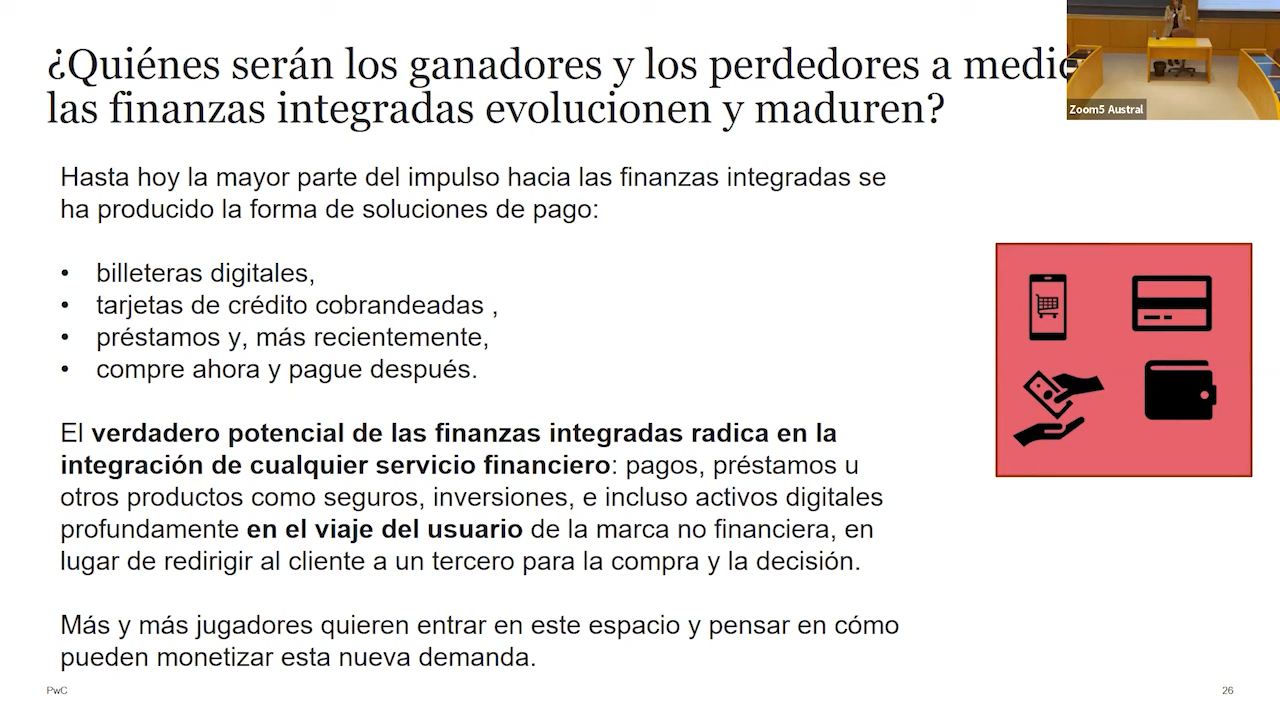 ¿Quiénes serán los ganadores y los perdedores a
las finanzas integradas evolucionen y maduren?
Zoom5 Austral
Hasta hoy la mayor parte del impulso hacia las finanzas integradas se
ha producido la forma de soluciones de pago:
• billeteras digitales,
• tarjetas de crédito cobrandeadas ,
• préstamos y, más recientemente,
• compre ahora y pague después.
El verdadero potencial de las finanzas integradas radica en la
integración de cualquier servicio financiero: pagos, préstamos u
otros productos como seguros, inversiones, e incluso activos digitales
profundamente en el viaje del usuario de la marca no financiera, en
lugar de redirigir al cliente a un tercero para la compra y la decisión.
Más y más jugadores quieren entrar en este espacio y pensar en cómo
pueden monetizar esta nueva demanda.
PwC
26